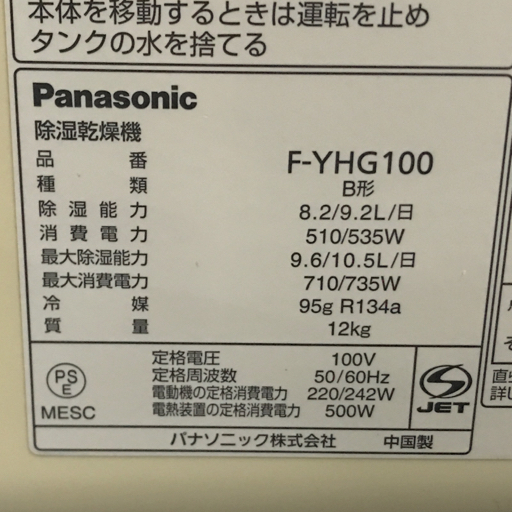 本体を移動するときは運転を止め
タンクの水を捨てる
Panasonic
除湿乾燥機
品番 F-YHG100
種類 B形
除湿能力 8.2/9.2L/日
消費電力 510/535W
最大除湿能力 9.6/10.5L/日
最大消費電力 710/735W
冷媒 95g R134a
質量 12kg
定格電圧 100V
定格周波数 50/60Hz
電動機の定格消費電力 220/242W
電熱装置の定格消費電力 500W
PS
E
MESC
JET
パナソニック株式会社 中国製
そ
直
詳し